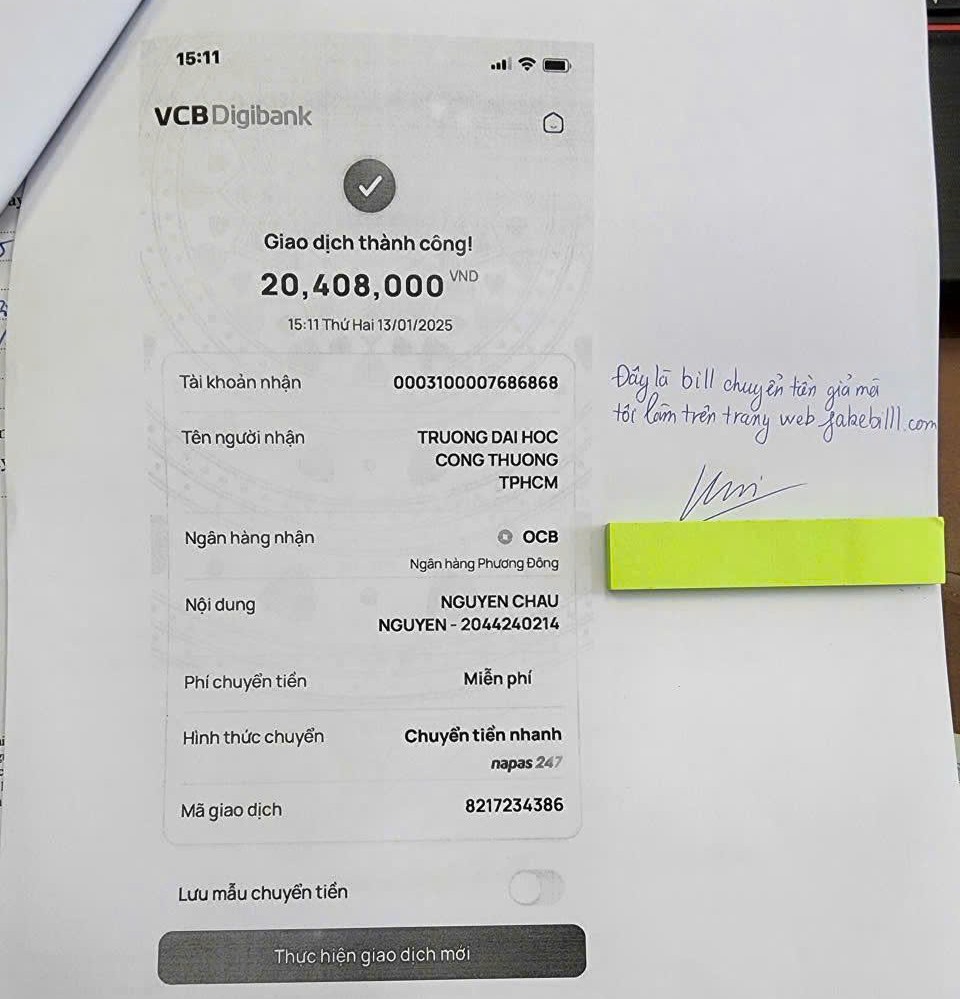 15:11
VCB Digibank
Giao dịch thành công!
20,408,000 VND
15:11 Thứ Hai 13/01/2025
Tài khoản nhận 0003100007686868
Tên người nhận TRUONG DAI HOC
CONG THUONG
TPHCM
Ngân hàng nhận OCB
Ngân hàng Phương Đông
Nội dung NGUYEN CHAU
NGUYEN - 2044240214
Phí chuyển tiền Miễn phí
Hình thức chuyển Chuyển tiền nhanh
napas 247
Mã giao dịch 8217234386
Lưu mẫu chuyển tiền
Thực hiện giao dịch mới
Đây là bill chuyển tiền giả mà
tôi làm trên trang web fakebill.com